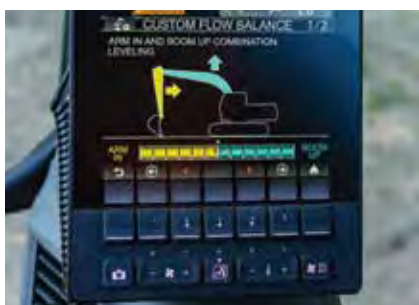 CUSTOM FLOW BALANCE 1/2
ARM IN AND BOOM UP COMBINATION
LEVELING
ARM
IN
BOOM
UP